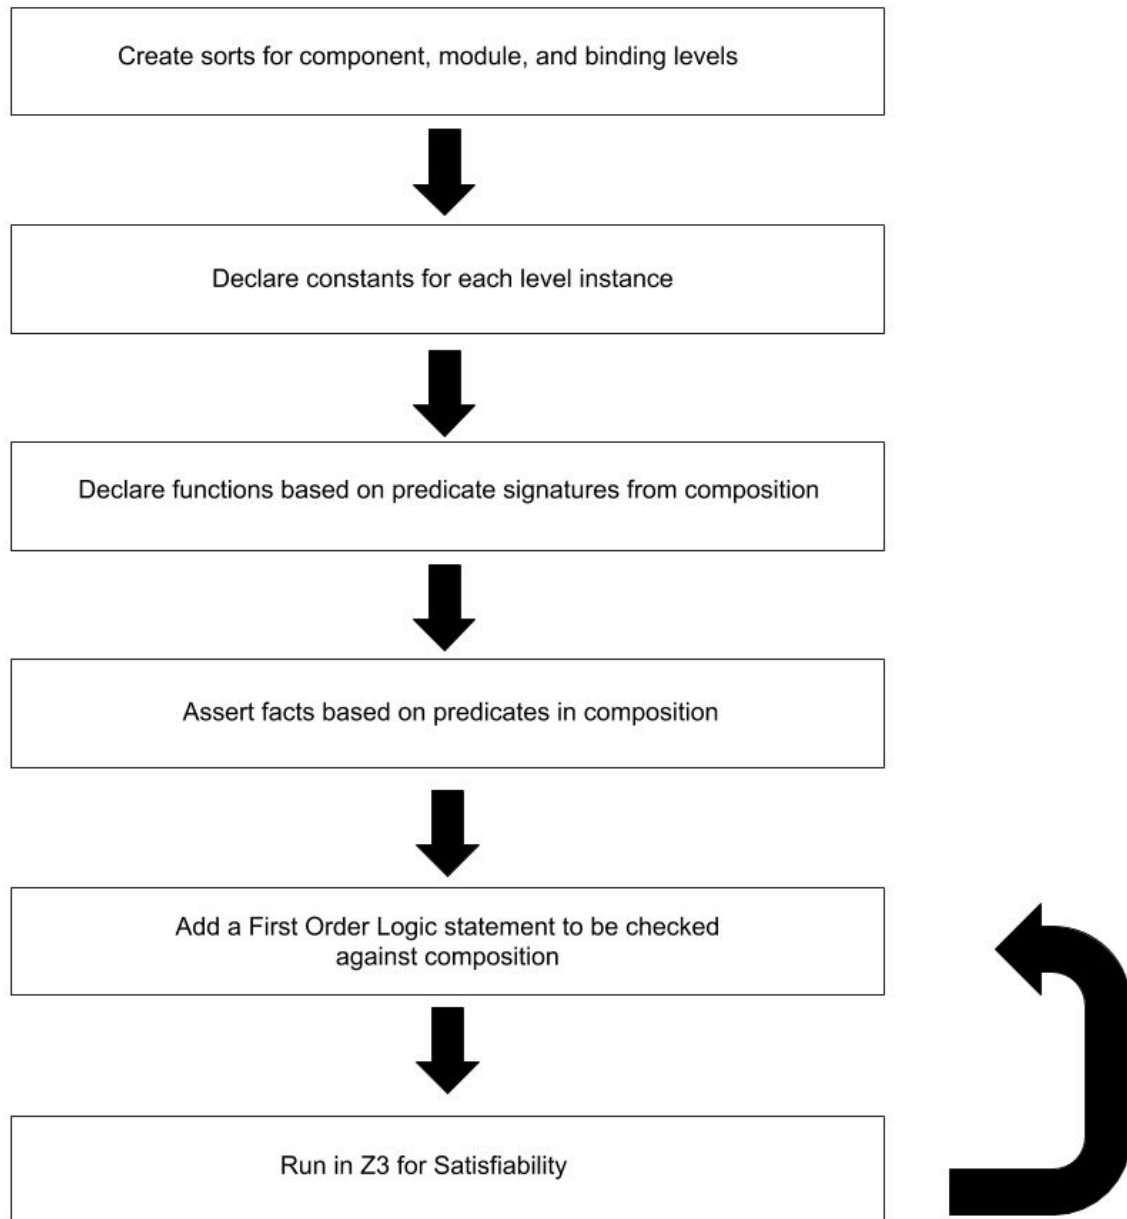 Create sorts for component, module, and binding levels
Declare constants for each level instance
Declare functions based on predicate signatures from composition
Assert facts based on predicates in composition
Add a First Order Logic statement to be checked
against composition
Run in Z3 for Satisfiability